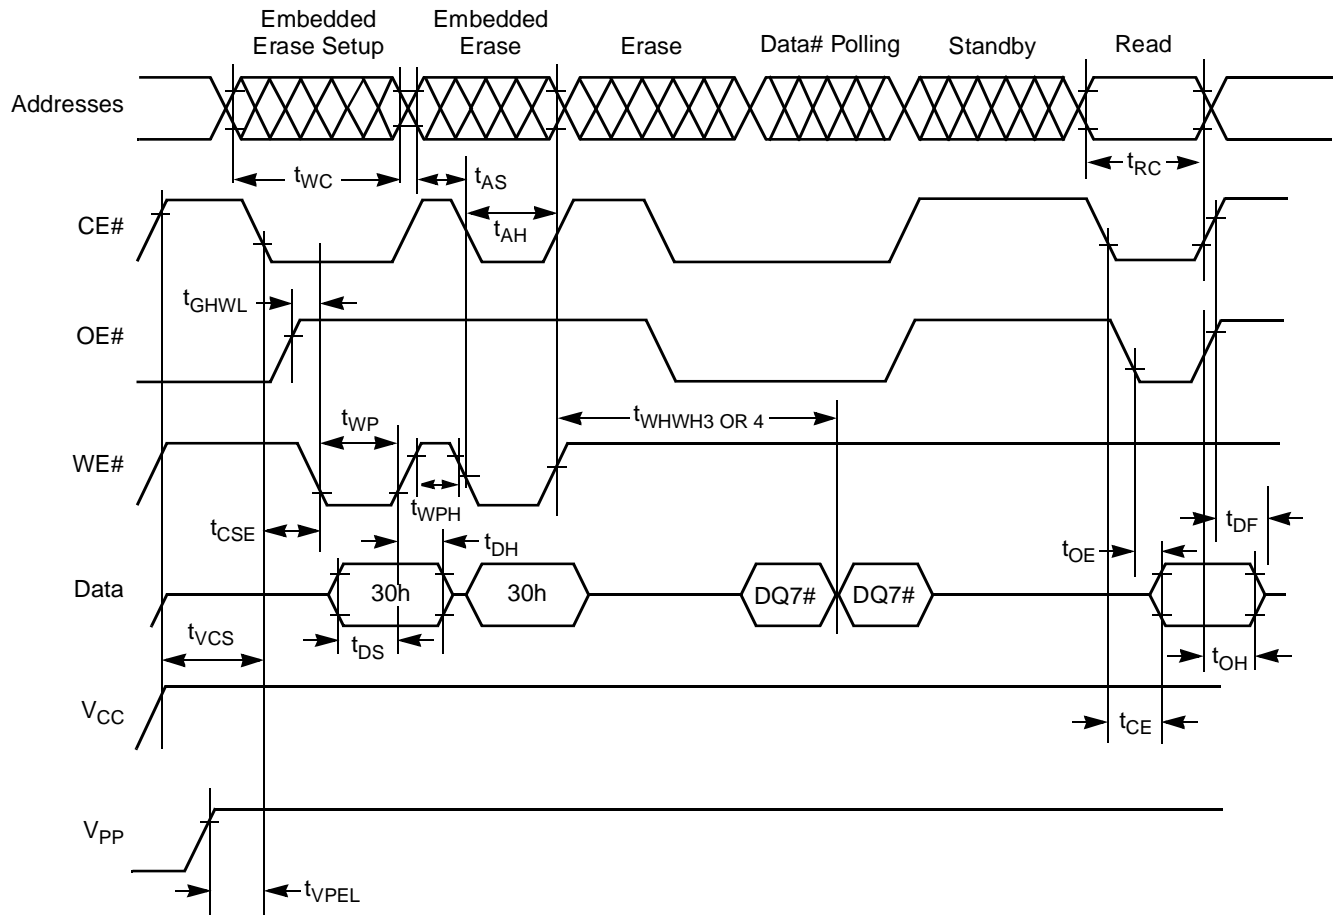 Embedded
Erase Setup
Embedded
Erase
Erase
Data# Polling
Standby
Read
Addresses
tWC
tAS
tRC
CE#
tAH
tGHWL
OE#
tWP
tWHWH3 OR 4
WE#
tWPH
tCSE
tDH
tDF
tOE
Data
30h
30h
DQ7#
DQ7#
tVCS
tDS
tOH
VCC
tCE
VPP
tVPEL